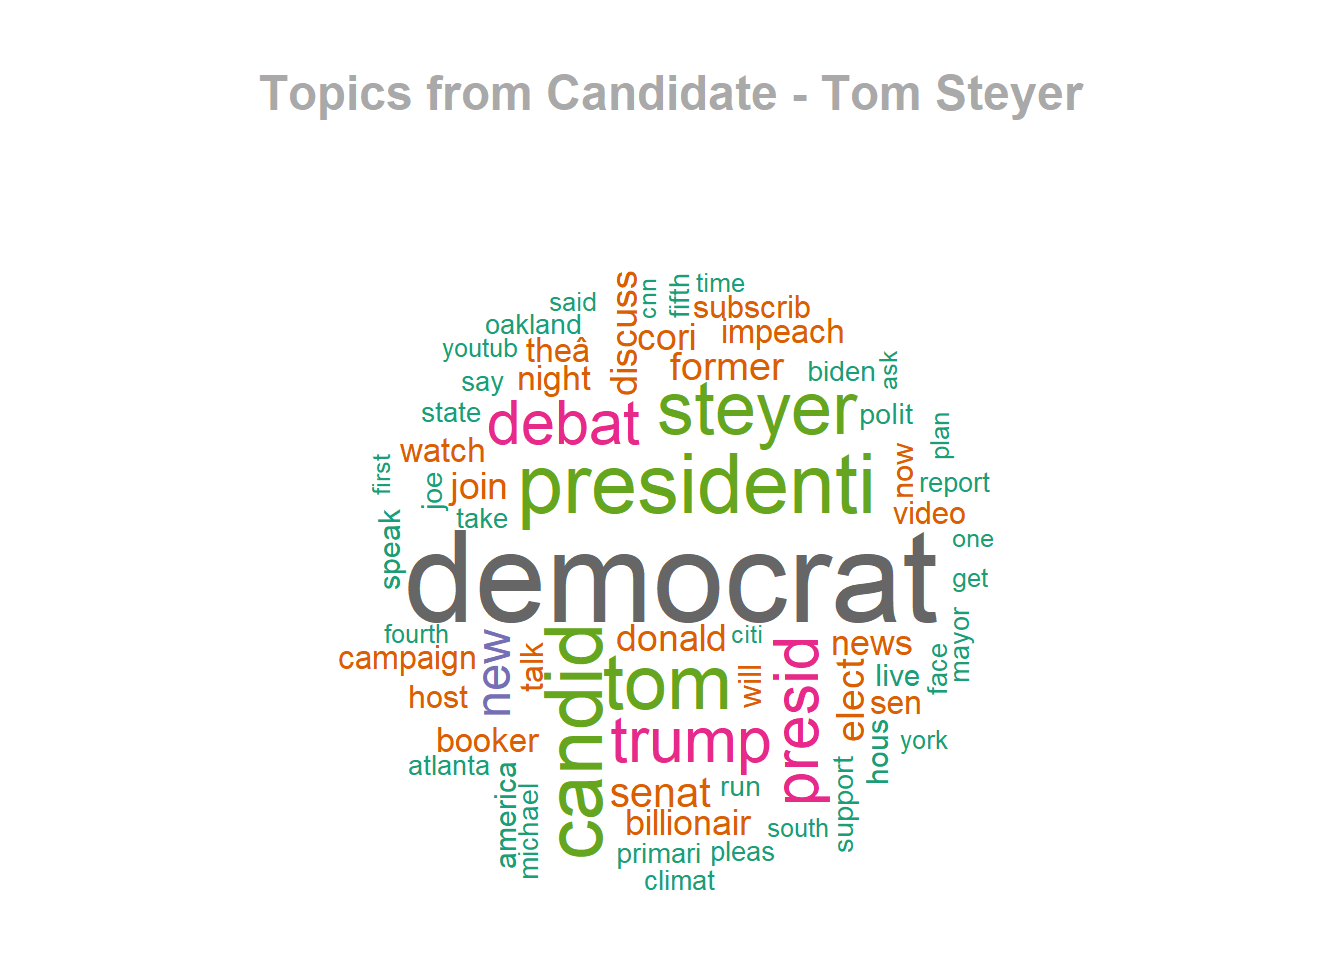 Topics from Candidate - Tom Steyer
said
discuss
cnn
fifth
time
subscrib
oakland
cori
impeach
youtub
theâ
former
biden
ask
say
night
steyer
polit
state
debat
plan
watch
presidenti
now
report
first
joe
join
video
take
speak
democrat
one
get
fourth
new
candid
donald
citi
presid
news
mayor
campaign
talk
tom
will
elect
live
face
host
sen
booker
trump
hous
york
atlanta
america
michael
senat
run
support
billionair
south
primari
pleas
climat